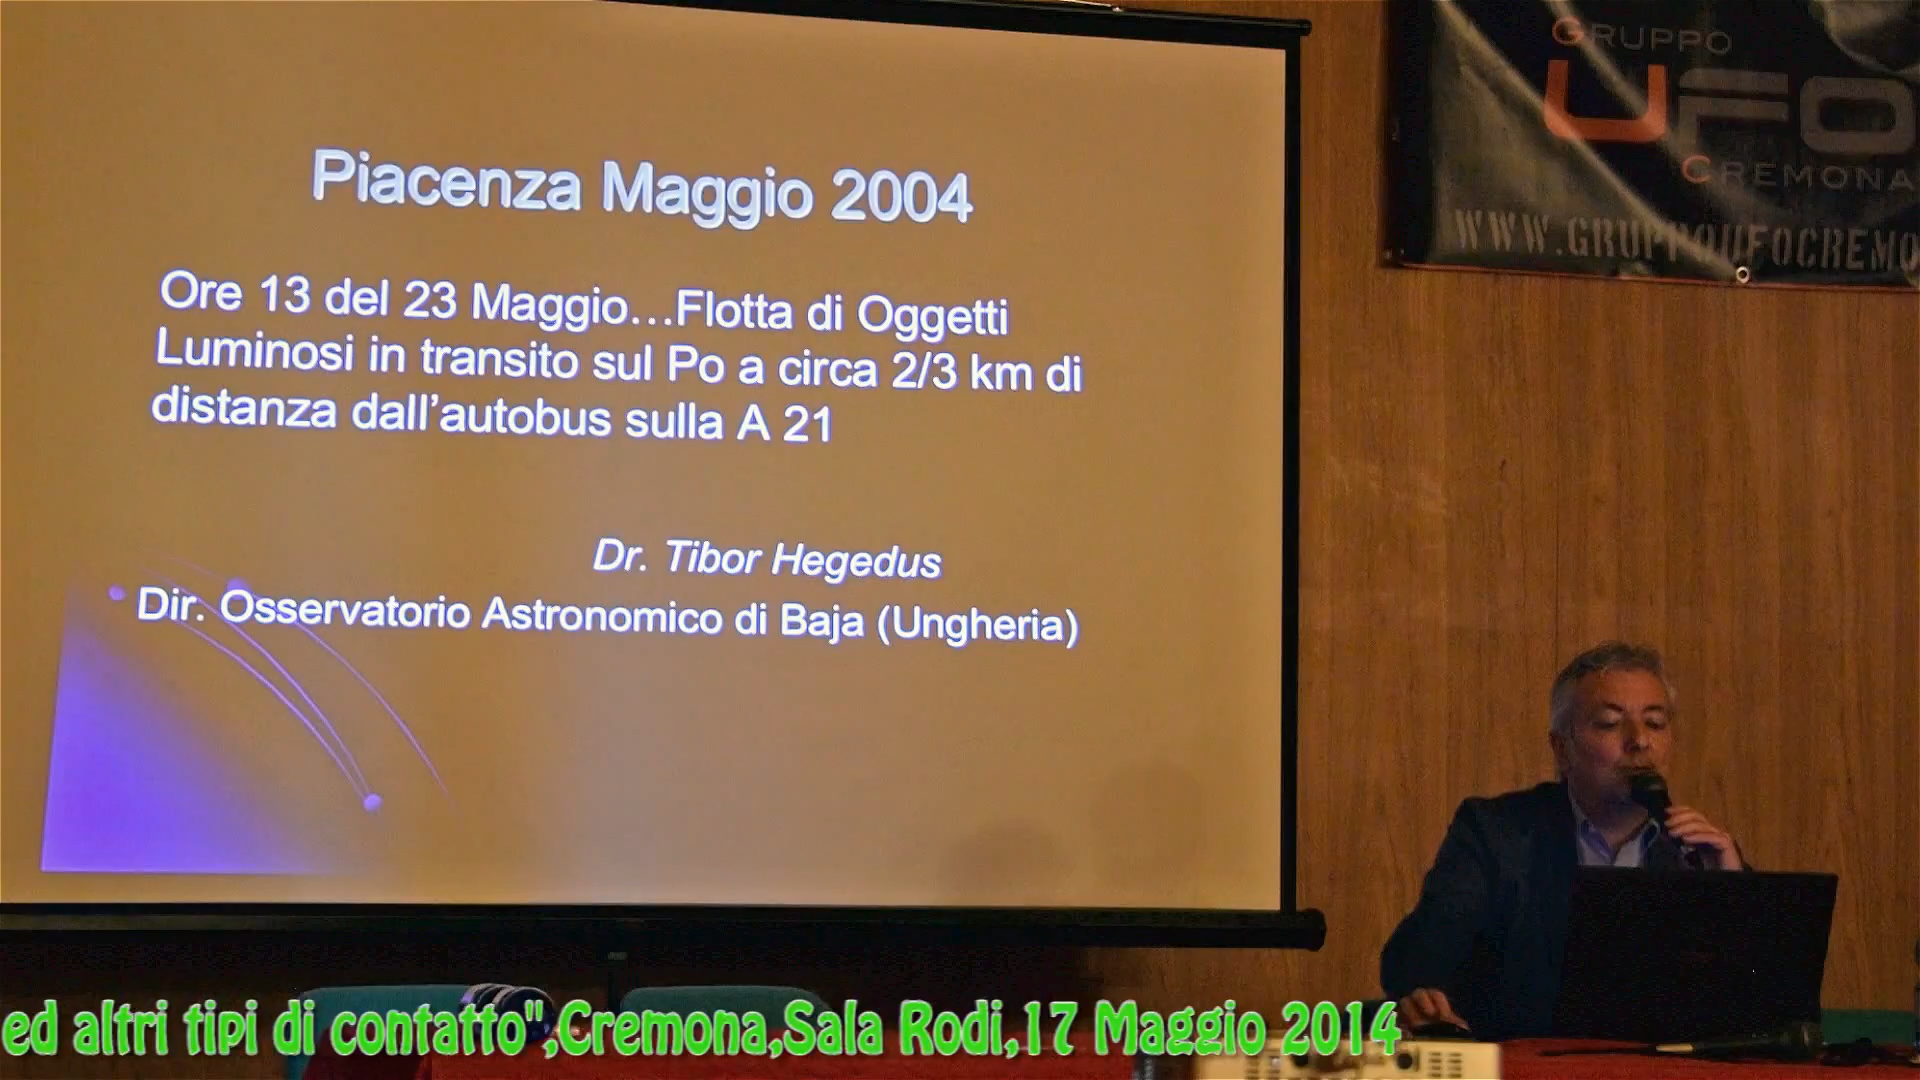 Piacenza Maggio 2004
Ore 13 del 23 Maggio…Flotta di Oggetti
Luminosi in transito sul Po a circa 2/3 km di
distanza dall’autobus sulla A 21
Dr. Tibor Hegedus
Dir. Osservatorio Astronomico di Baja (Ungheria)
GRUPPO
UFO
CREMONA
WWW.GRUPPOUFOCREMO
ed altri tipi di contatto",Cremona,Sala Rodi,17 Maggio 2014